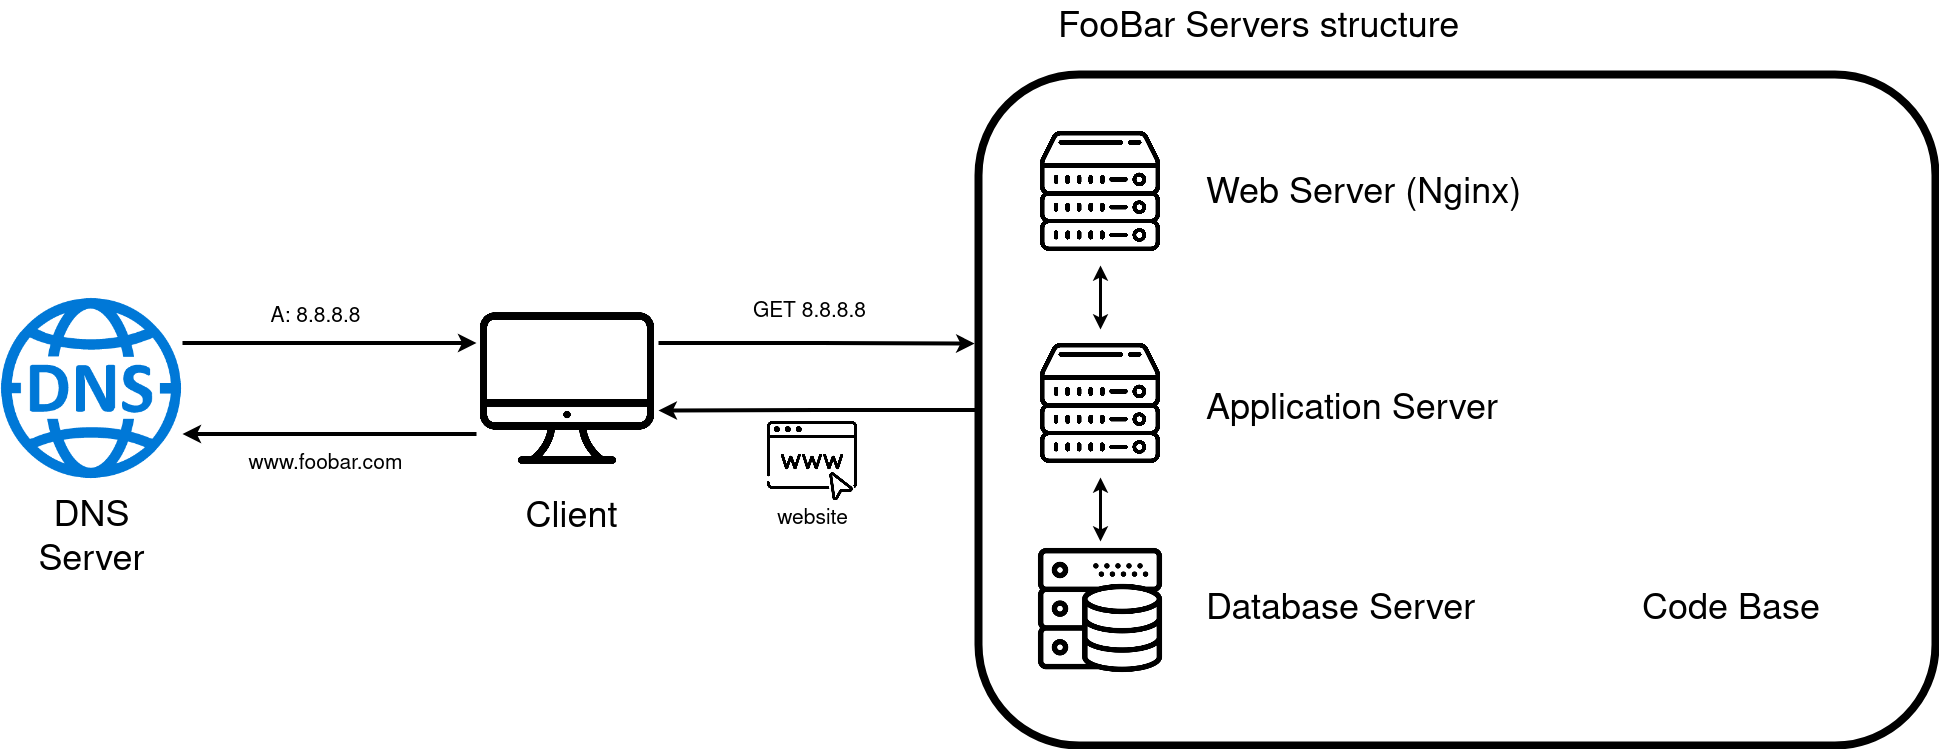 FooBar Servers structure
Web Server (Nginx)
A: 8.8.8.8
GET 8.8.8.8
DNS
Application Server
www.foobar.com
WWW
website
Client
DNS
Server
Database Server
Code Base